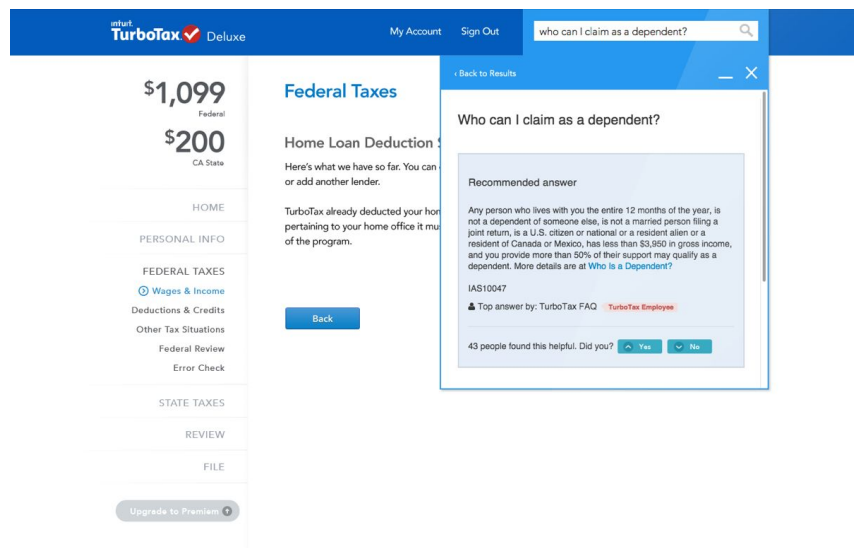 intuit.
TurboTax Deluxe
My Account Sign Out
who can I claim as a dependent?
$1,099
Federal
$200
CA State
HOME
PERSONAL INFO
FEDERAL TAXES
Wages & Income
Deductions & Credits
Other Tax Situations
Federal Review
Error Check
STATE TAXES
REVIEW
FILE
Upgrade to Premiem
Federal Taxes
Home Loan Deduction
Here's what we have so far. You can
or add another lender.
TurboTax already deducted your hom
pertaining to your home office it mu
of the program.
Back
‹ Back to Results
Who can I claim as a dependent?
Recommended answer
Any person who lives with you the entire 12 months of the year, is
not a dependent of someone else, is not a married person filing a
joint return, is a U.S. citizen or national or a resident alien or a
resident of Canada or Mexico, has less than $3,950 in gross income,
and you provide more than 50% of their support may qualify as a
dependent. More details are at Who Is a Dependent?
IAS10047
Top answer by: TurboTax FAQ TurboTax Employee
43 people found this helpful. Did you? Yes No